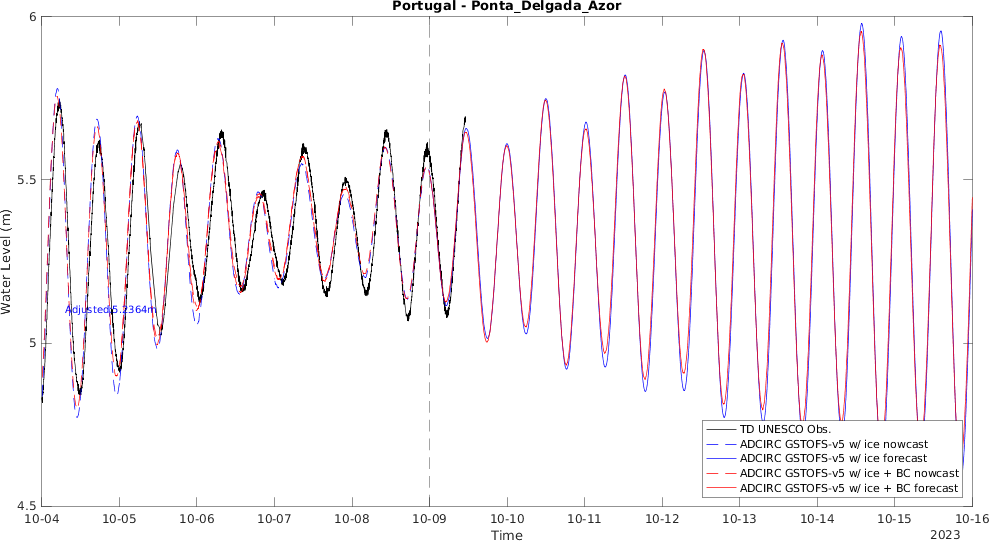 Portugal - Ponta_Delgada_Azor
6
5.5
5
4.5
Water Level (m)
Adjusted:5.2364m
TD UNESCO Obs.
ADCIRC GSTOFS-v5 w/ ice nowcast
ADCIRC GSTOFS-v5 w/ ice forecast
ADCIRC GSTOFS-v5 w/ ice + BC nowcast
ADCIRC GSTOFS-v5 w/ ice + BC forecast
10-04 10-05 10-06 10-07 10-08 10-09 10-10 10-11 10-12 10-13 10-14 10-15 10-16
Time
2023